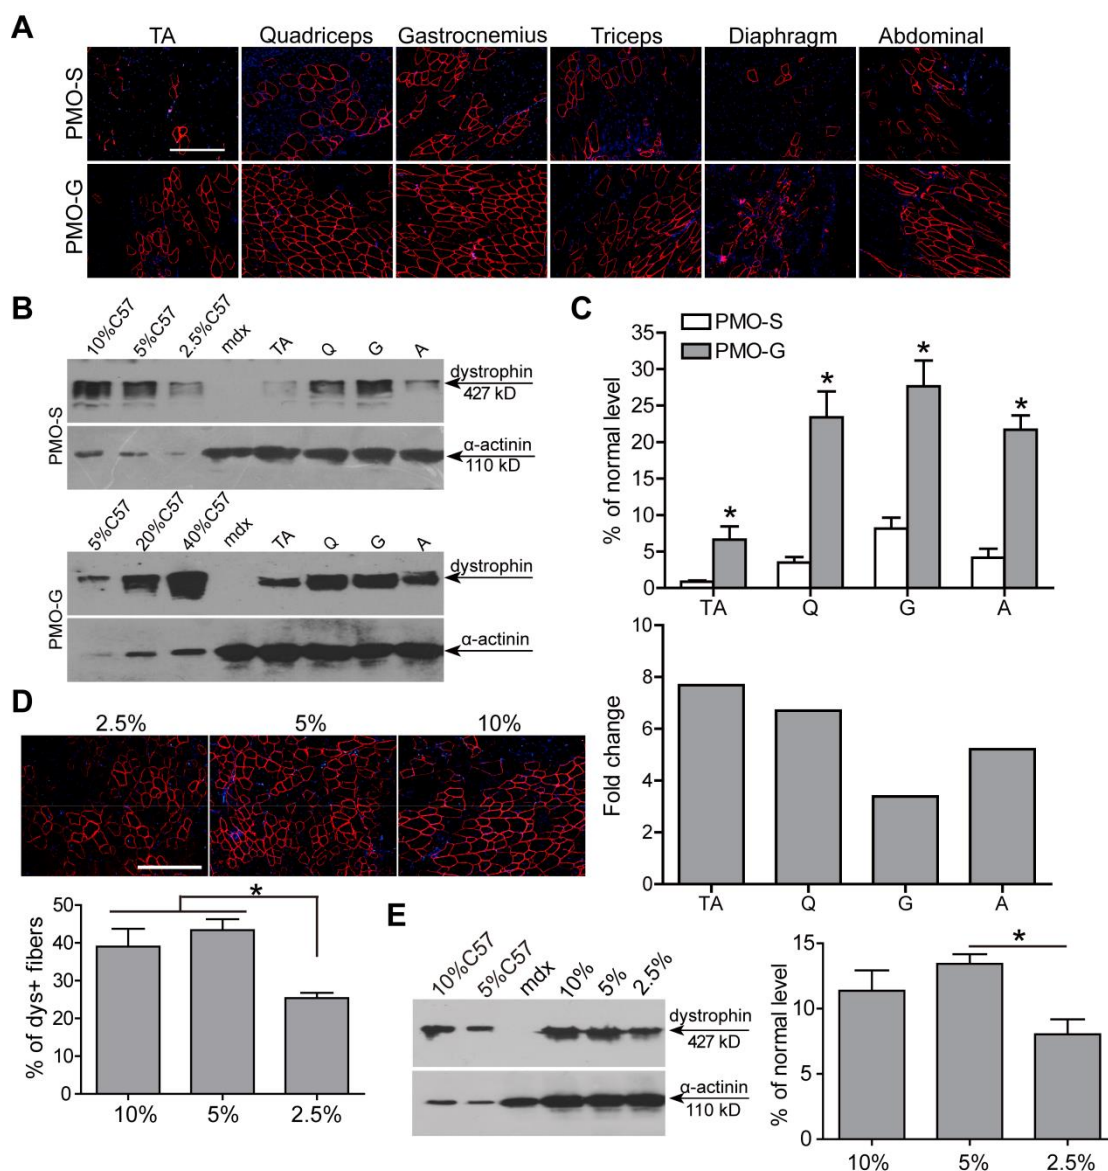 A
TA Quadriceps Gastrocnemius Triceps Diaphragm Abdominal
PMO-S
PMO-G
B
10%C57 5%C57 2.5%C57 mdx TA Q G A
PMO-S
dystrophin
427 kD
α-actinin
110 kD
5%C57 20%C57 40%C57 mdx TA Q G A
PMO-G
dystrophin
α-actinin
C
PMO-S
PMO-G
% of normal level
35
30
25
20
15
10
5
0
* * * *
TA Q G A
Fold change
10
8
6
4
2
0
TA Q G A
D
2.5% 5% 10%
% of dys+ fibers
50
40
30
20
10
0
*
10% 5% 2.5%
E
10%C57 5%C57 mdx 10% 5% 2.5%
dystrophin
427 kD
α-actinin
110 kD
% of normal level
15
10
5
0
*
10% 5% 2.5%